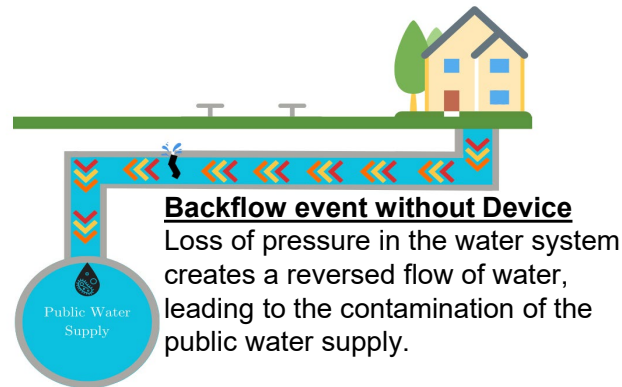 Backflow event without Device
Loss of pressure in the water system
creates a reversed flow of water,
leading to the contamination of the
public water supply.
Public Water
Supply